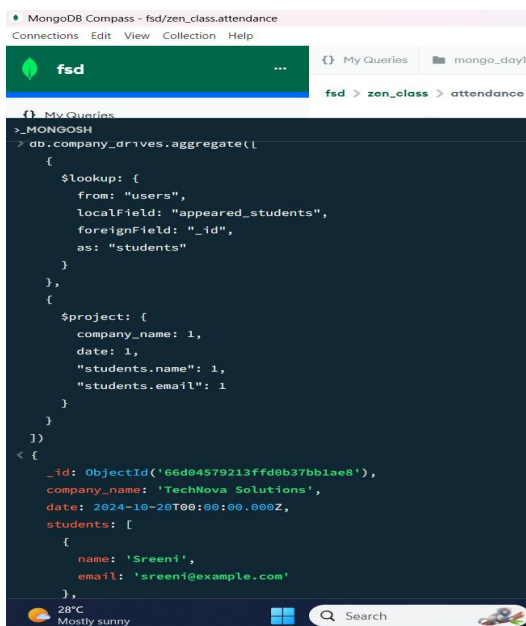 MongoDB Compass - fsd/zen_class.attendance
Connections Edit View Collection Help
fsd ...
{} My Queries mongo_day1
fsd > zen_class > attendance
{} My Queries
>_MONGOSH
> db.company_drives.aggregate([
{
$lookup: {
from: "users",
localField: "appeared_students",
foreignField: "_id",
as: "students"
}
},
{
$project: {
company_name: 1,
date: 1,
"students.name": 1,
"students.email": 1
}
}
])
< {
_id: ObjectId('66d04579213ffd0b37bb1ae8'),
company_name: 'TechNova Solutions',
date: 2024-10-20T00:00:00.000Z,
students: [
{
name: 'Sreeni',
email: 'sreeni@example.com'
},
28°C
Mostly sunny
Search